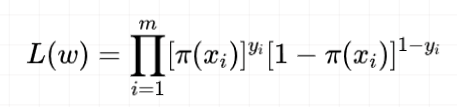 L(w) = ∏_{i=1}^{m} [π(x_i)]^{y_i} [1 − π(x_i)]^{1−y_i}